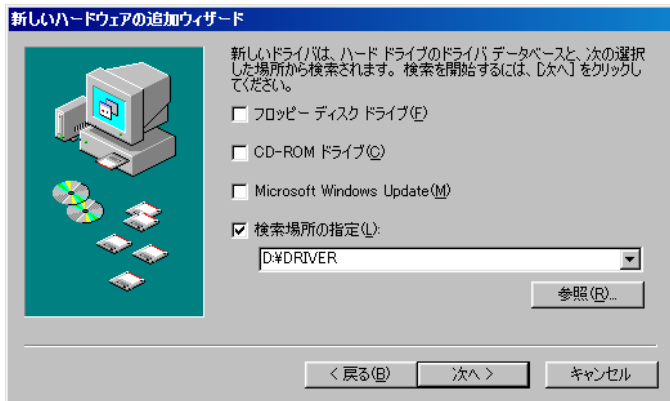 新しいハードウェアの追加ウィザード
新しいドライバは、ハード ドライブのドライバ データベースと、次の選択
した場所から検索されます。検索を開始するには、[次へ] をクリックし
てください。
フロッピー ディスク ドライブ(F)
CD-ROM ドライブ(C)
Microsoft Windows Update(M)
検索場所の指定(L):
D:¥DRIVER
参照(R)...
< 戻る(B)
次へ >
キャンセル